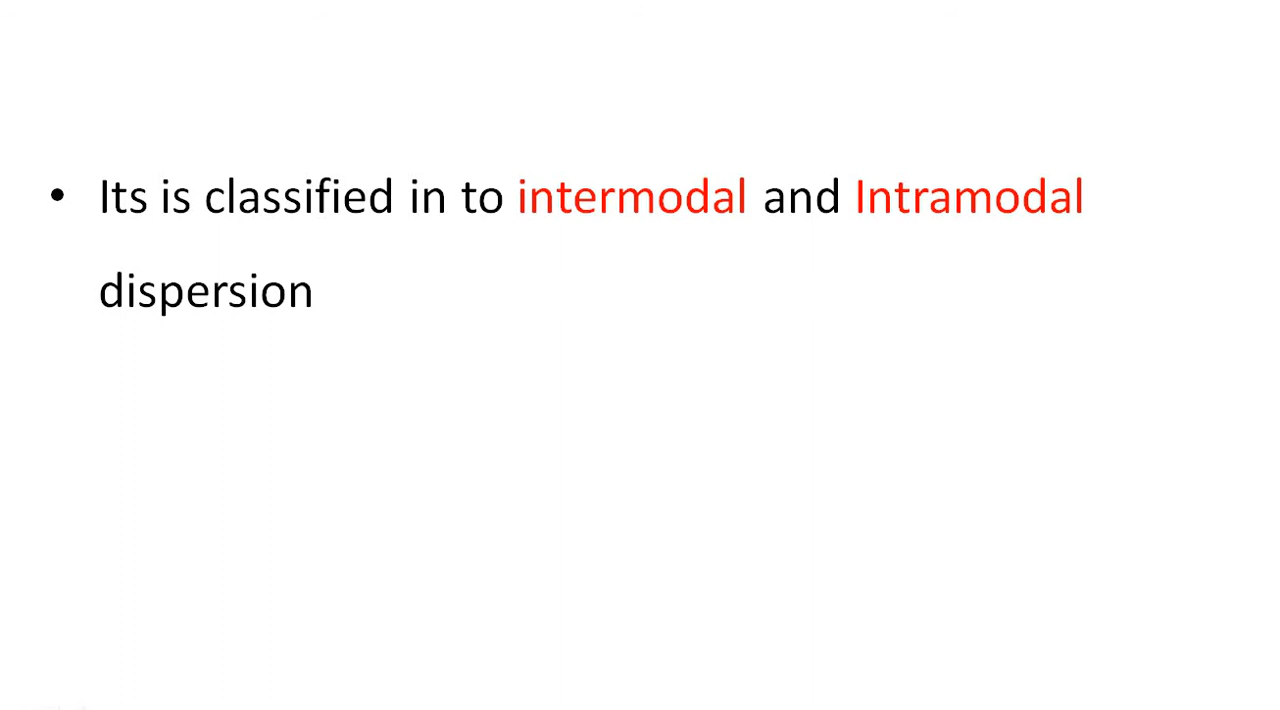 • Its is classified in to intermodal and Intramodal
dispersion